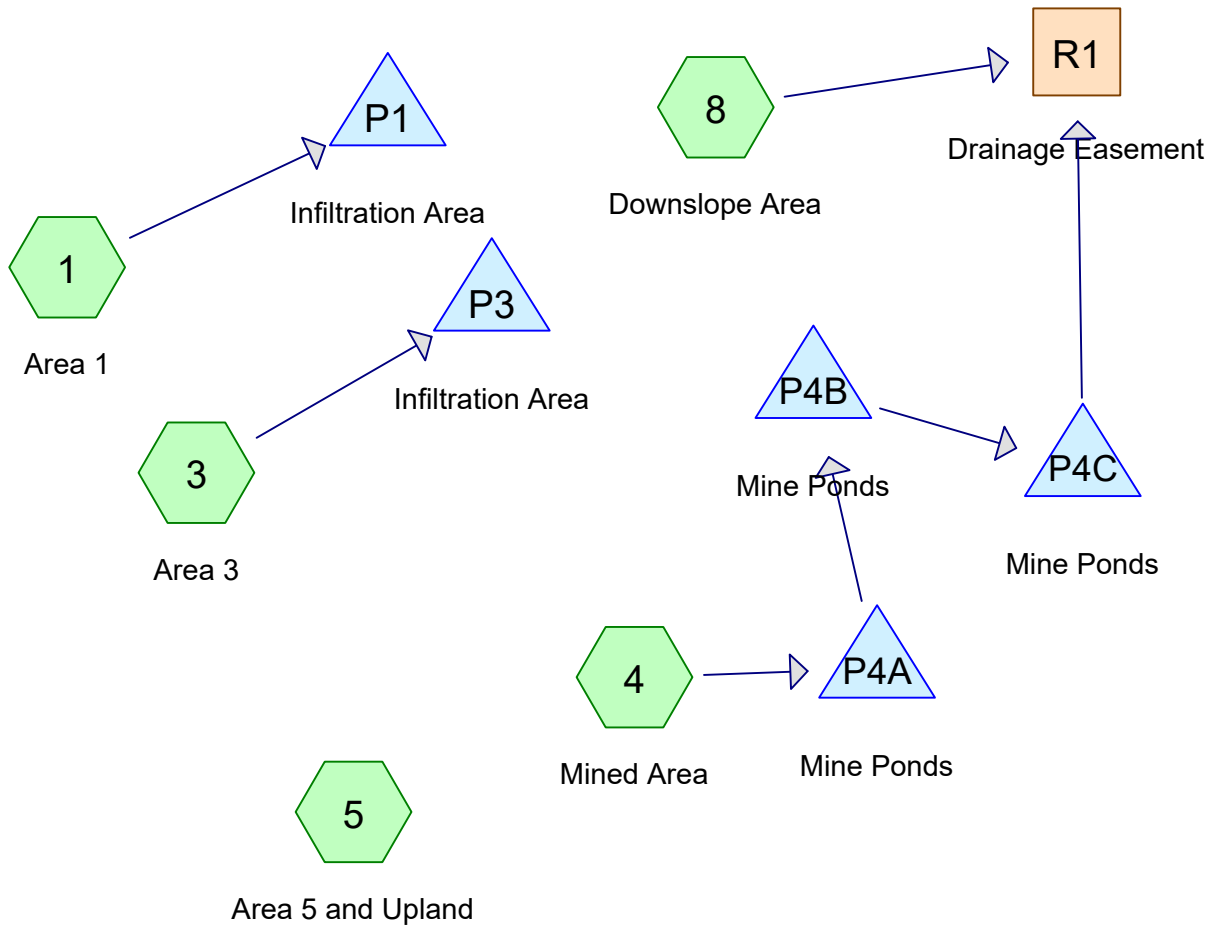 R1
Drainage Easement
8
Downslope Area
P1
Infiltration Area
1
Area 1
P3
Infiltration Area
3
Area 3
P4B
Mine Ponds
P4C
Mine Ponds
4
Mined Area
P4A
Mine Ponds
5
Area 5 and Upland